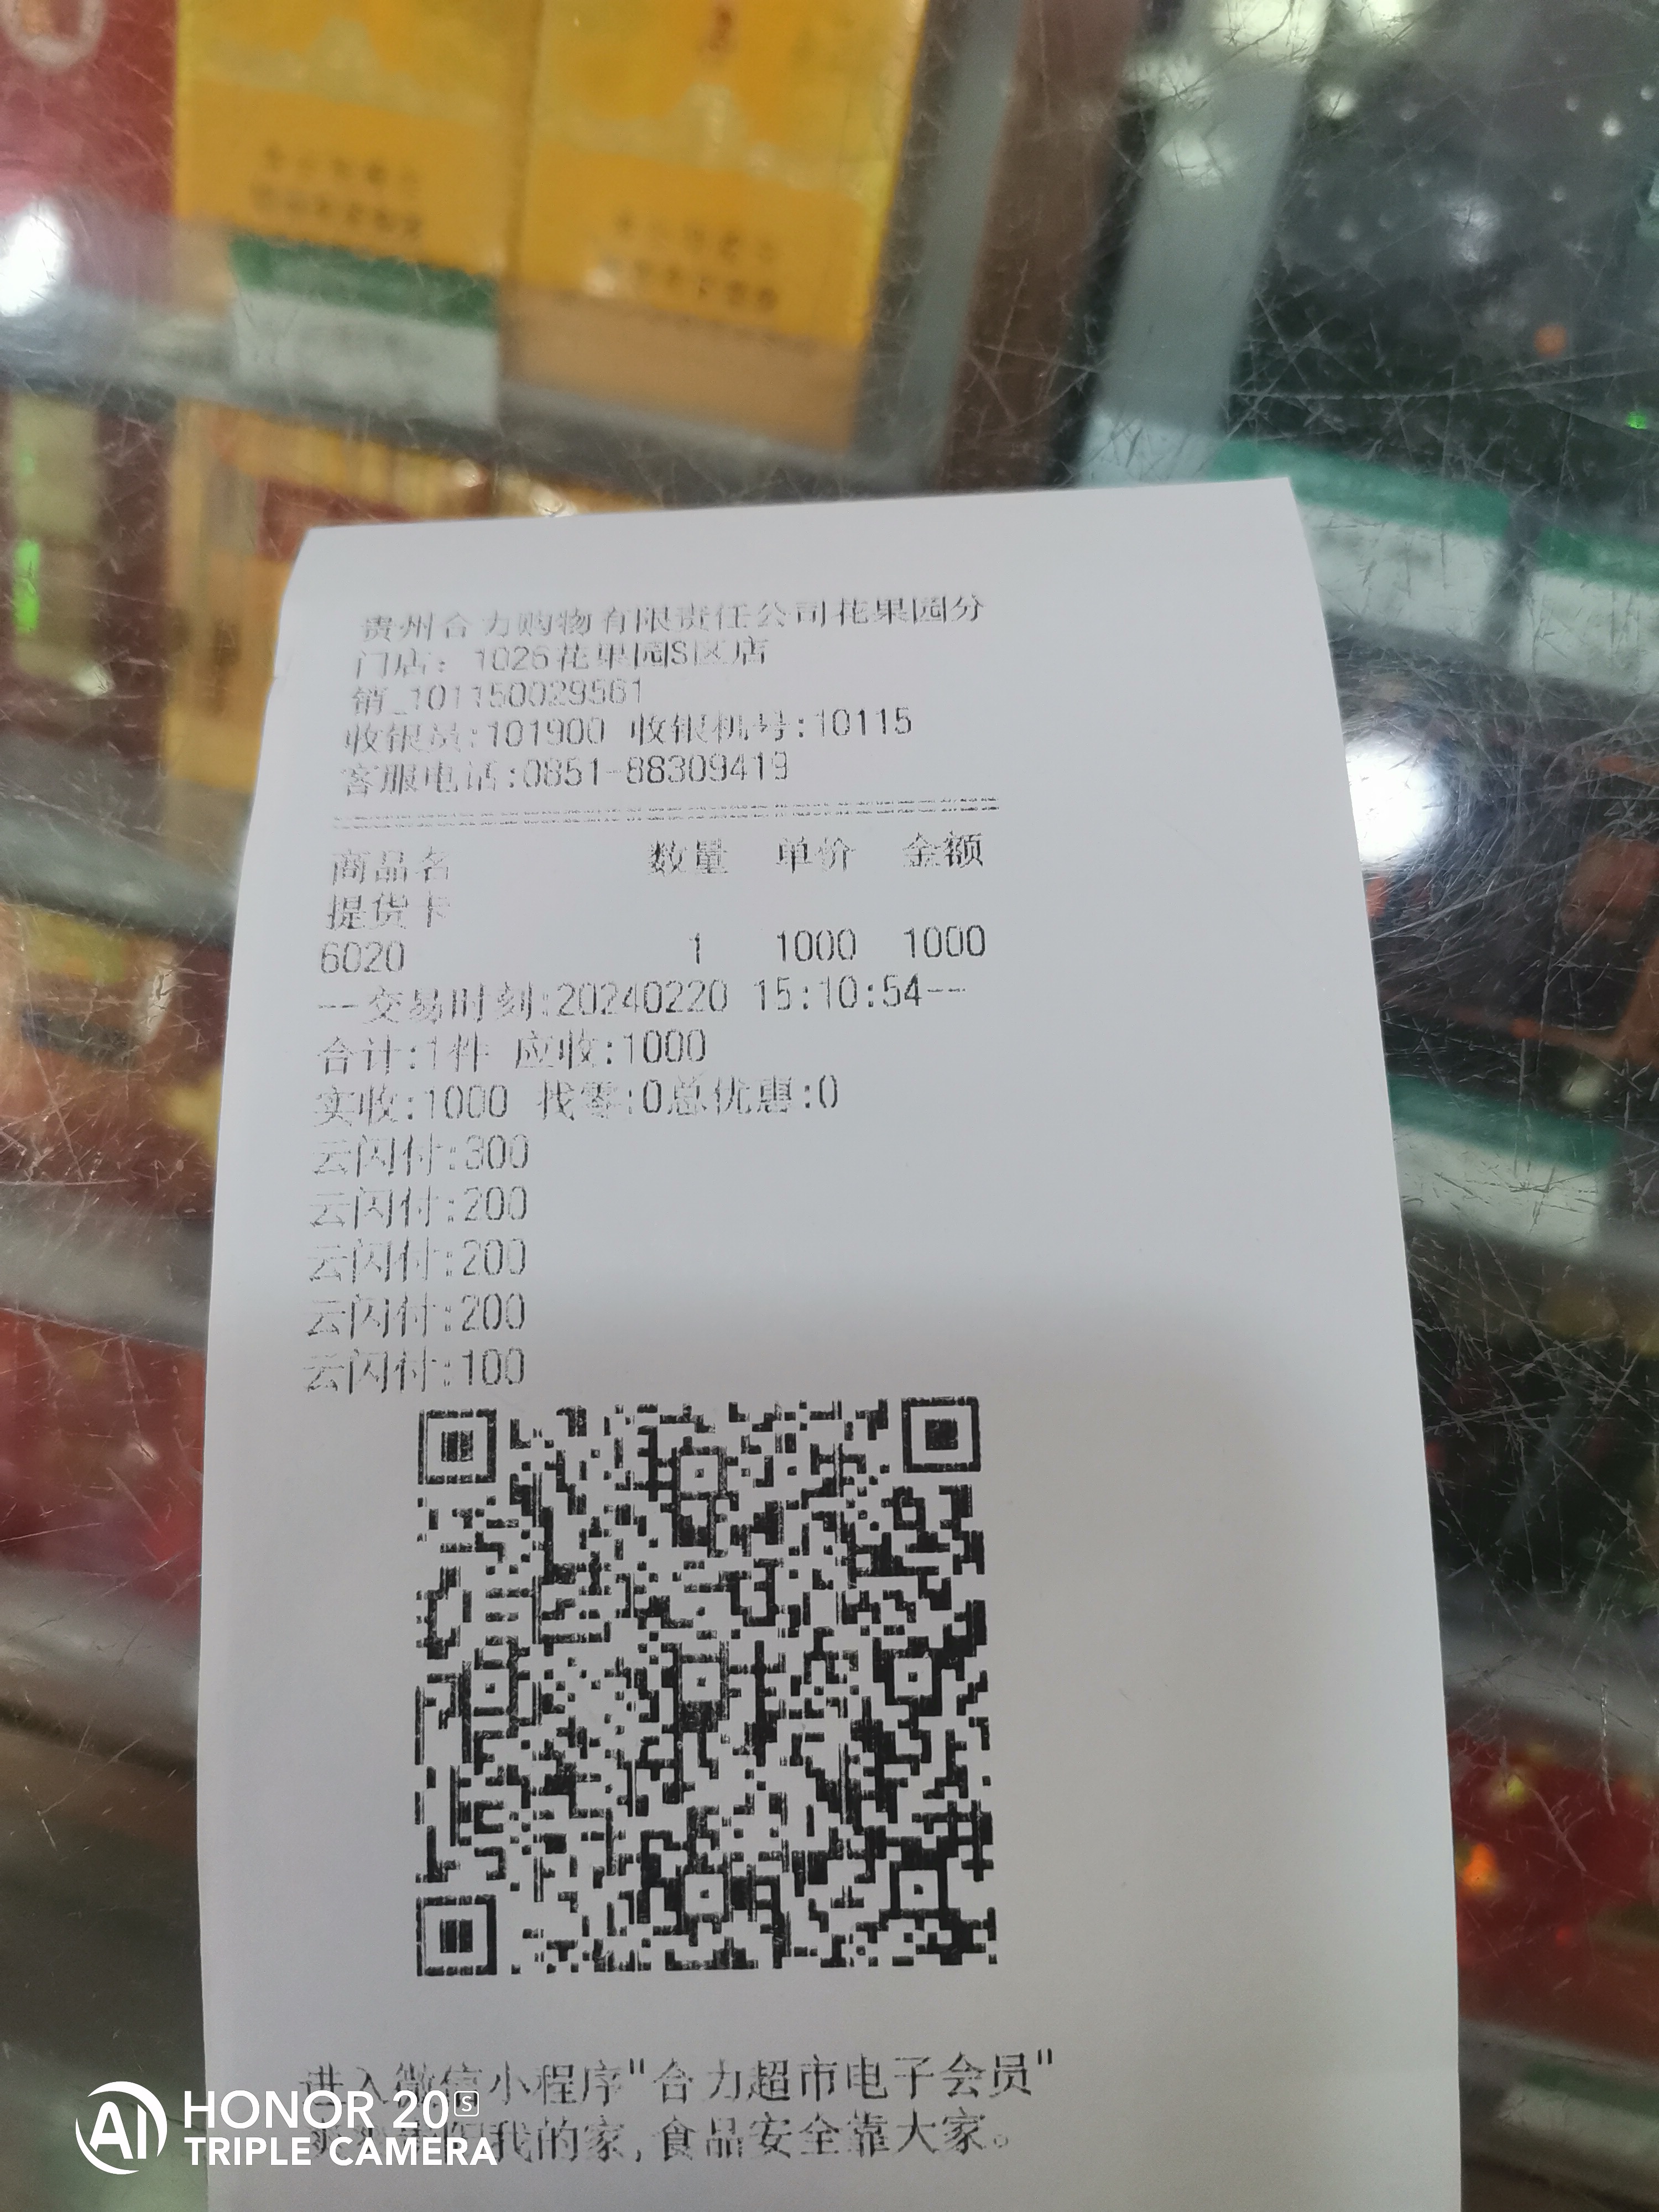 贵州合力购物有限责任公司花果园分
门店：1026花果园S区店
销_101150029561
收银员:101900 收银机号:10115
客服电话:0851-88309419
商品名 数量 单价 金额
提货卡
6020 1 1000 1000
--交易时刻:20240220 15:10:54--
合计:1件 应收:1000
实收:1000 找零:0总优惠:0
云闪付:300
云闪付:200
云闪付:200
云闪付:200
云闪付:100
进入微信小程序"合力超市电子会员"
我的家,食品安全靠大家。
AI HONOR 20S
TRIPLE CAMERA